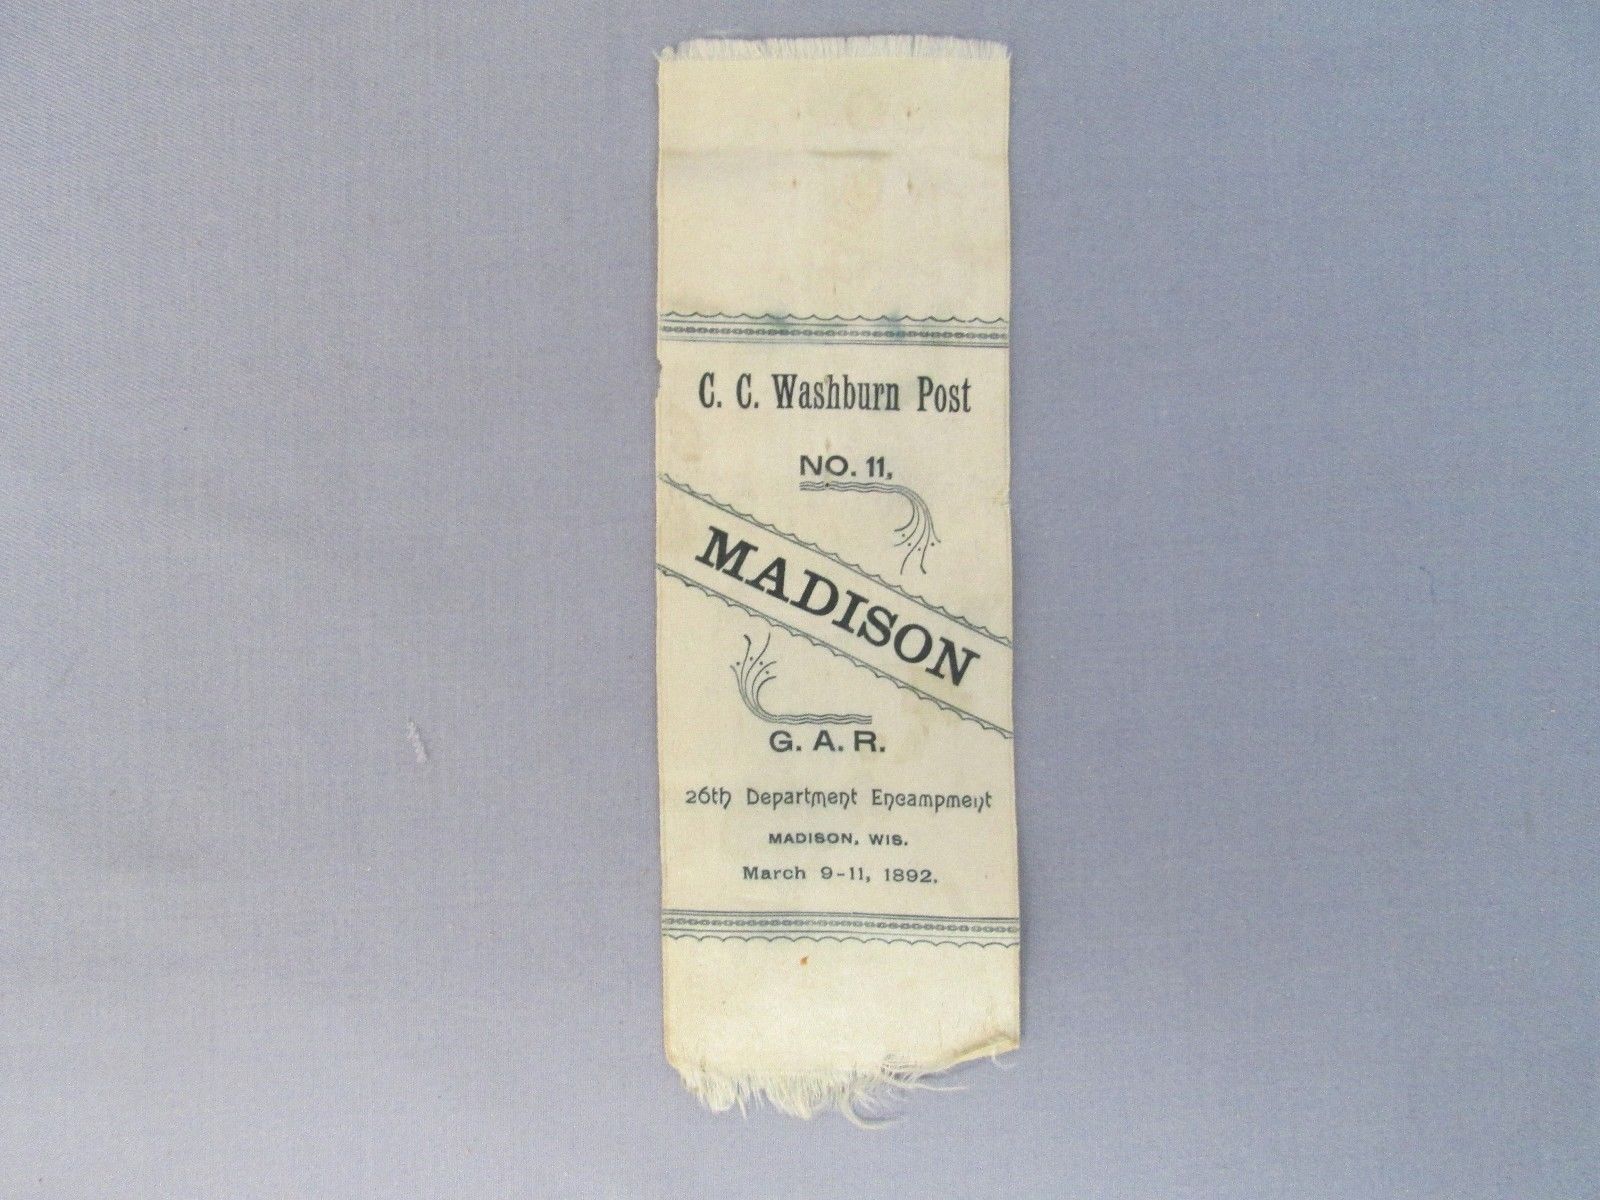 C. C. Washburn Post
NO. 11,
MADISON
G. A. R.
26th Department Encampment
MADISON, WIS.
March 9-11, 1892.